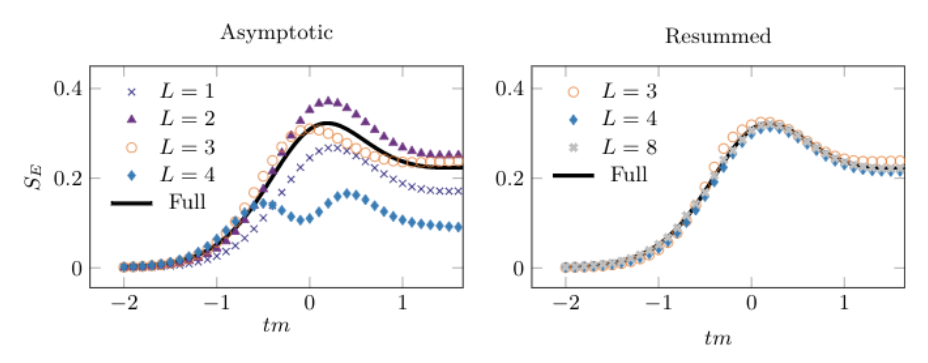 Asymptotic
S_E
0.4
0.2
0
L = 1
L = 2
L = 3
L = 4
Full
−2
−1
0
1
tm
Resummed
0.4
0.2
0
L = 3
L = 4
L = 8
Full
−2
−1
0
1
tm